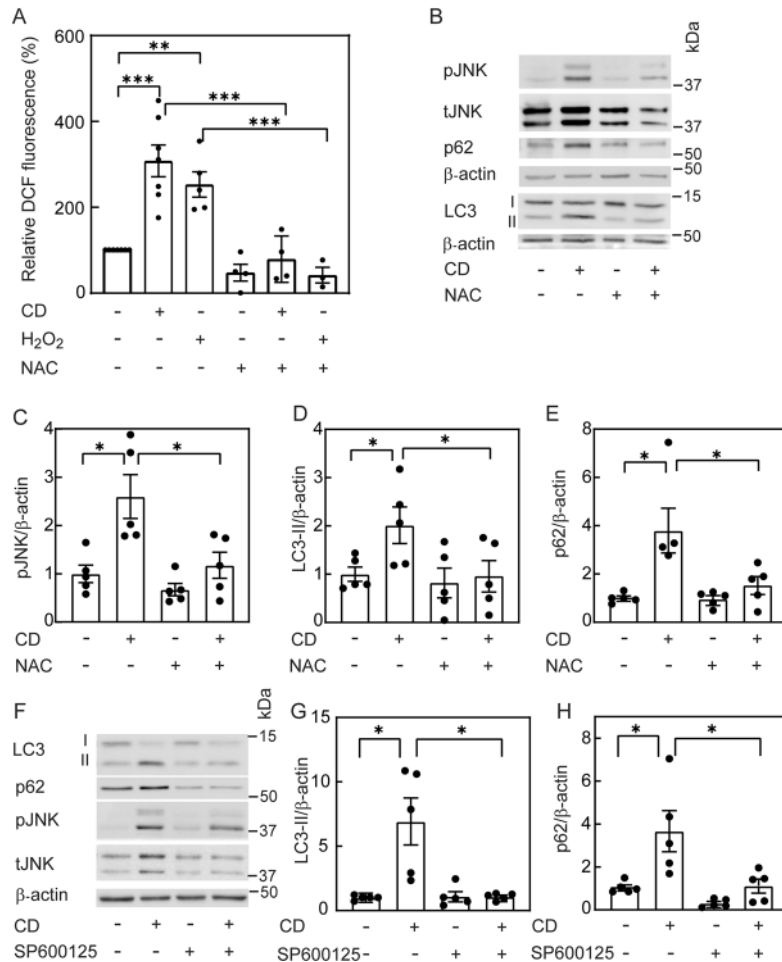 A
Relative DCF fluorescence (%)
600
400
200
0
**
***
***
***
CD - + - - + -
H2O2 - - + - - +
NAC - - - + + +
B
kDa
pJNK
37
tJNK
37
p62
50
β-actin
LC3 I II
15
β-actin
50
CD - + - +
NAC - - + +
C
pJNK/β-actin
4
3
2
1
0
* *
CD - + - +
NAC - - + +
D
LC3-II/β-actin
4
3
2
1
0
* *
CD - + - +
NAC - - + +
E
p62/β-actin
8
6
4
2
0
* *
CD - + - +
NAC - - + +
F
kDa
LC3 I II
15
p62
50
pJNK
37
tJNK
37
β-actin
50
CD - + - +
SP600125 - - + +
G
LC3-II/β-actin
15
10
5
0
* *
CD - + - +
SP600125 - - + +
H
p62/β-actin
8
6
4
2
0
* *
CD - + - +
SP600125 - - + +